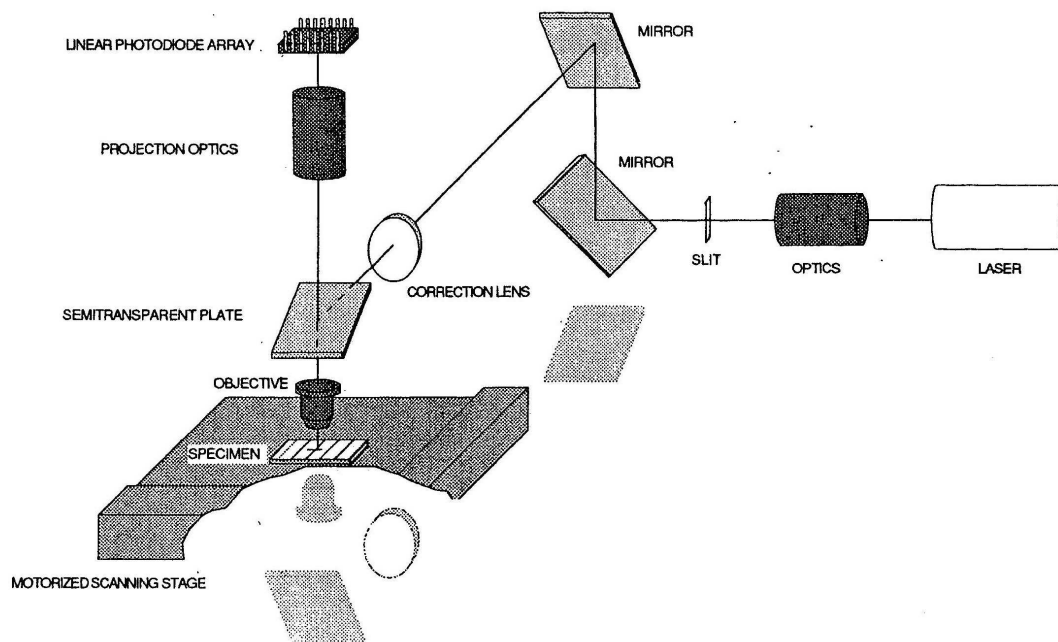 LINEAR PHOTODIODE ARRAY
MIRROR
PROJECTION OPTICS
MIRROR
SLIT
OPTICS
LASER
CORRECTION LENS
SEMITRANSPARENT PLATE
OBJECTIVE
SPECIMEN
MOTORIZED SCANNING STAGE